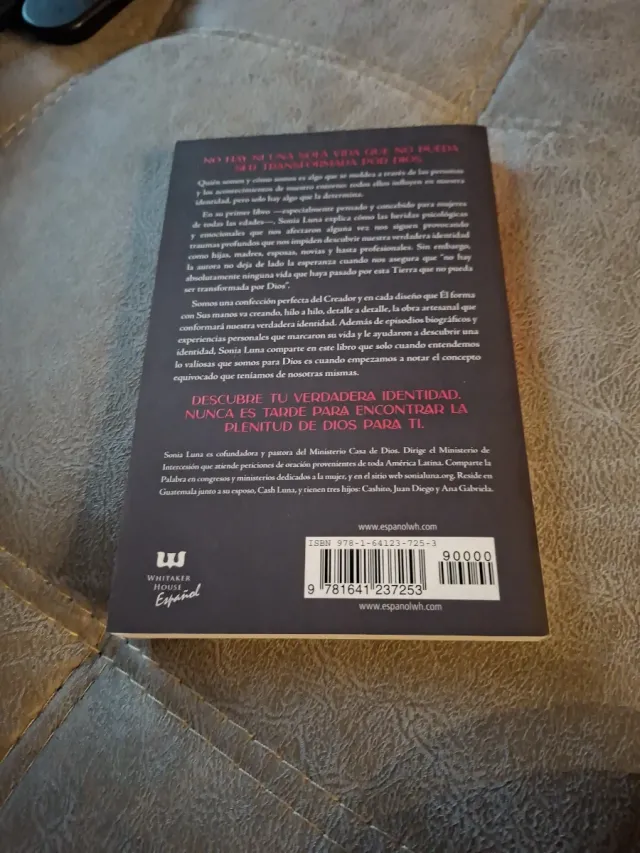 NO HAY NI UNA SOLA VIDA QUE NO PUEDA
SER TRANSFORMADA POR DIOS
Quién somos y cómo somos es algo que se moldea a través de las personas
y los acontecimientos de nuestro entorno: todos ellos influyen en nuestra
identidad, pero solo hay algo que la determina.
En su primer libro —especialmente pensado y concebido para mujeres
de todas las edades—, Sonia Luna explica cómo las heridas psicológicas
y emocionales que nos afectaron alguna vez nos siguen provocando
traumas profundos que nos impiden descubrir nuestra verdadera identidad
como hijas, madres, esposas, novias y hasta profesionales. Sin embargo,
la autora no deja de lado la esperanza cuando nos asegura que “no hay
absolutamente ninguna vida que haya pasado por esta Tierra que no pueda
ser transformada por Dios”.
Somos una confección perfecta del Creador y en cada diseño que Él forma
con Sus manos va creando, hilo a hilo, detalle a detalle, la obra artesanal que
conformará nuestra verdadera identidad. Además de episodios biográficos y
experiencias personales que marcaron su vida y le ayudaron a descubrir una
identidad, Sonia Luna comparte en este libro que solo cuando entendemos
lo valiosas que somos para Dios es cuando empezamos a notar el concepto
equivocado que teníamos de nosotras mismas.
DESCUBRE TU VERDADERA IDENTIDAD.
NUNCA ES TARDE PARA ENCONTRAR LA
PLENITUD DE DIOS PARA TI.
Sonia Luna es cofundadora y pastora del Ministerio Casa de Dios. Dirige el Ministerio de
Intercesión que atiende peticiones de oración provenientes de toda América Latina. Comparte la
Palabra en congresos y ministerios dedicados a la mujer, y en el sitio web sonialuna.org. Reside en
Guatemala junto a su esposo, Cash Luna, y tienen tres hijos: Cashito, Juan Diego y Ana Gabriela.
www.espanolwh.com
ISBN 978-1-64123-725-3
90000
9 781641 237253
www.espanolwh.com
WHITAKER
HOUSE
Español